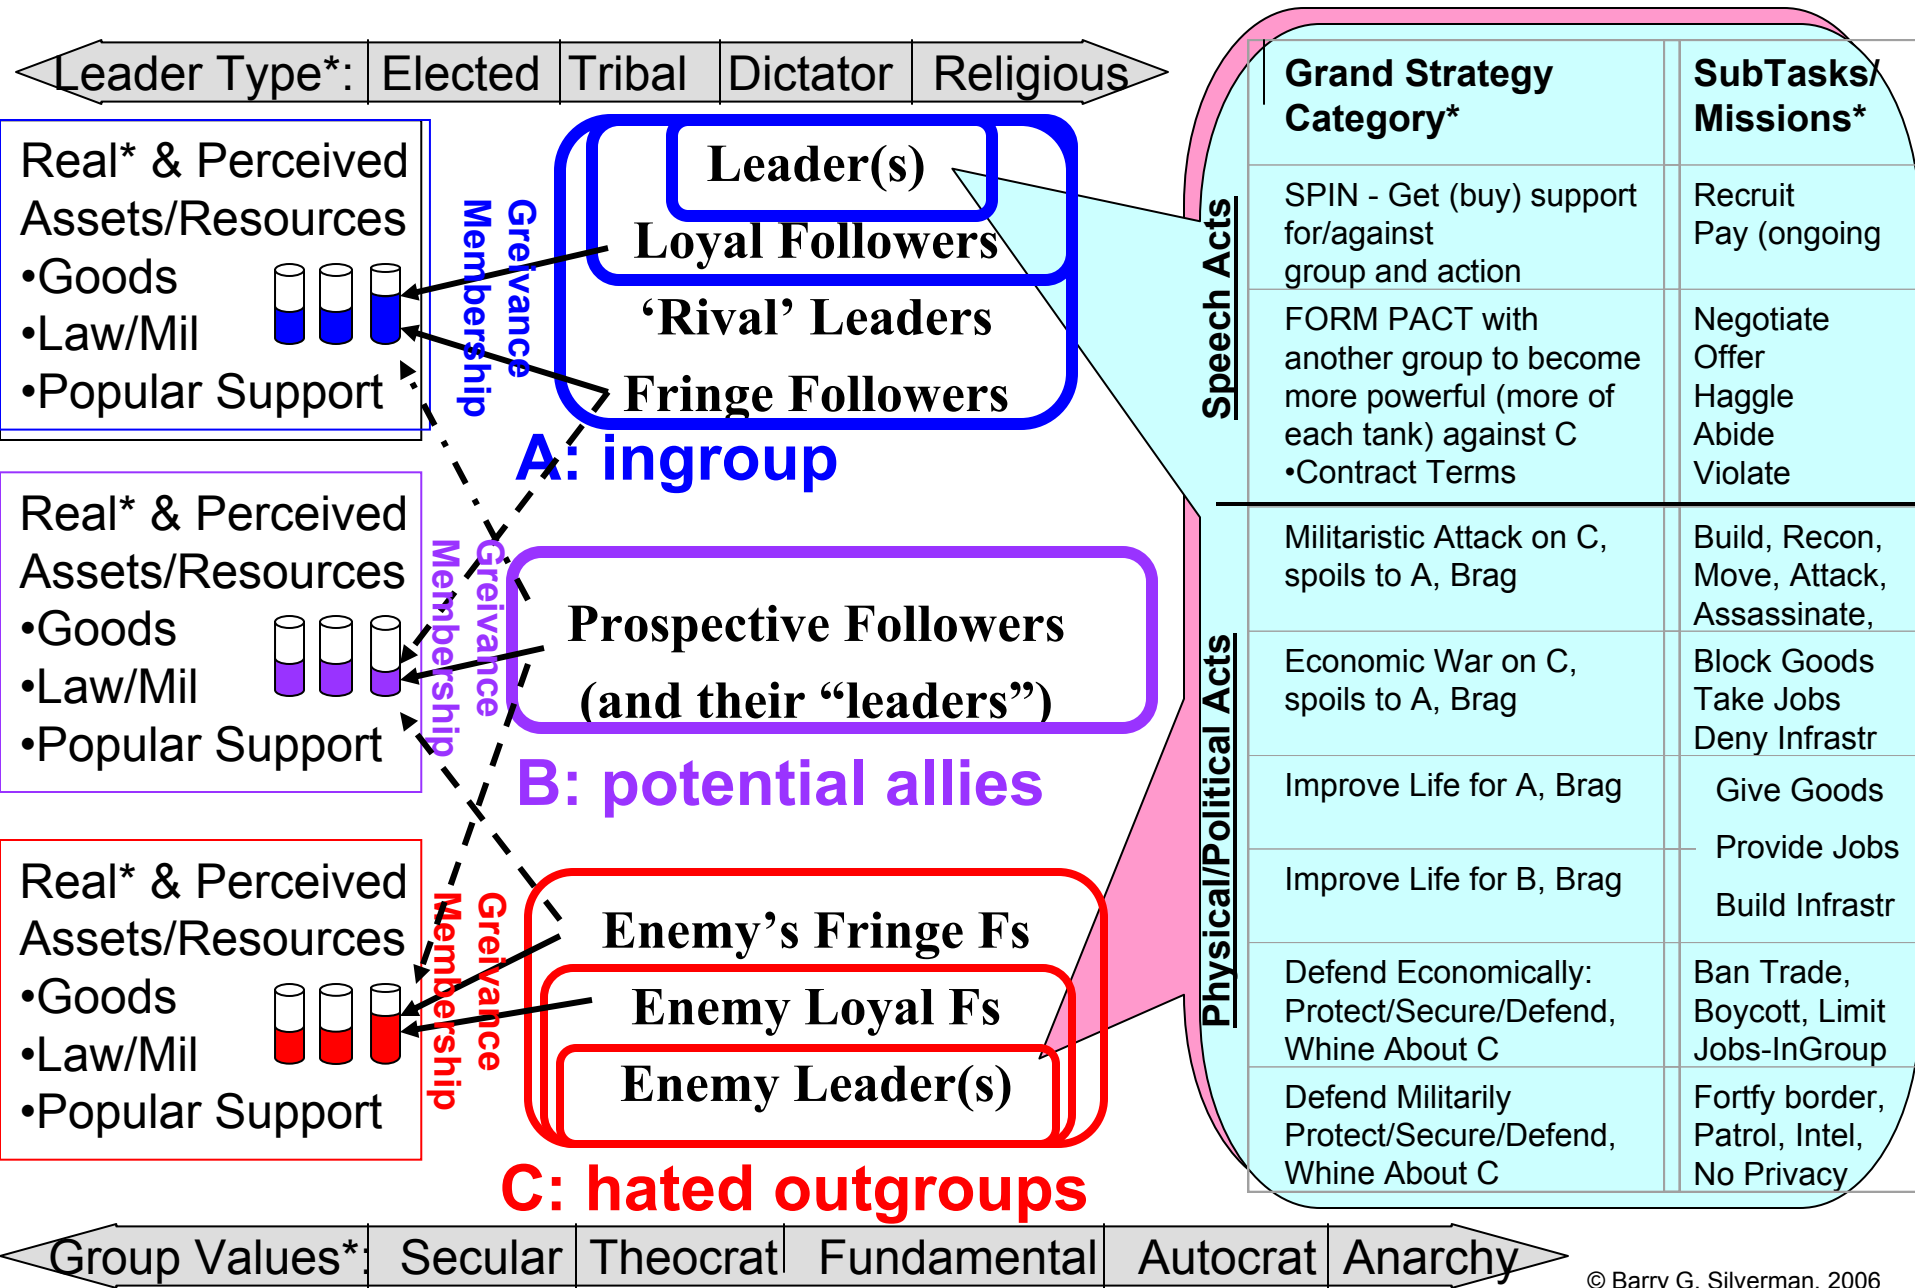 Leader Type*: Elected Tribal Dictator Religious
Real* & Perceived
Assets/Resources
•Goods
•Law/Mil
•Popular Support
Greivance
Membership
Leader(s)
Loyal Followers
‘Rival’ Leaders
Fringe Followers
A: ingroup
Real* & Perceived
Assets/Resources
•Goods
•Law/Mil
•Popular Support
Greivance
Membership
Prospective Followers
(and their “leaders”)
B: potential allies
Real* & Perceived
Assets/Resources
•Goods
•Law/Mil
•Popular Support
Greivance
Membership
Enemy’s Fringe Fs
Enemy Loyal Fs
Enemy Leader(s)
C: hated outgroups
Group Values*: Secular Theocrat Fundamental Autocrat Anarchy
Grand Strategy
Category*
SubTasks/
Missions*
Speech Acts
SPIN - Get (buy) support
for/against
group and action
Recruit
Pay (ongoing
FORM PACT with
another group to become
more powerful (more of
each tank) against C
•Contract Terms
Negotiate
Offer
Haggle
Abide
Violate
Physical/Political Acts
Militaristic Attack on C,
spoils to A, Brag
Build, Recon,
Move, Attack,
Assassinate,
Economic War on C,
spoils to A, Brag
Block Goods
Take Jobs
Deny Infrastr
Improve Life for A, Brag
Improve Life for B, Brag
Give Goods
Provide Jobs
Build Infrastr
Defend Economically:
Protect/Secure/Defend,
Whine About C
Ban Trade,
Boycott, Limit
Jobs-InGroup
Defend Militarily
Protect/Secure/Defend,
Whine About C
Fortfy border,
Patrol, Intel,
No Privacy
© Barry G. Silverman, 2006